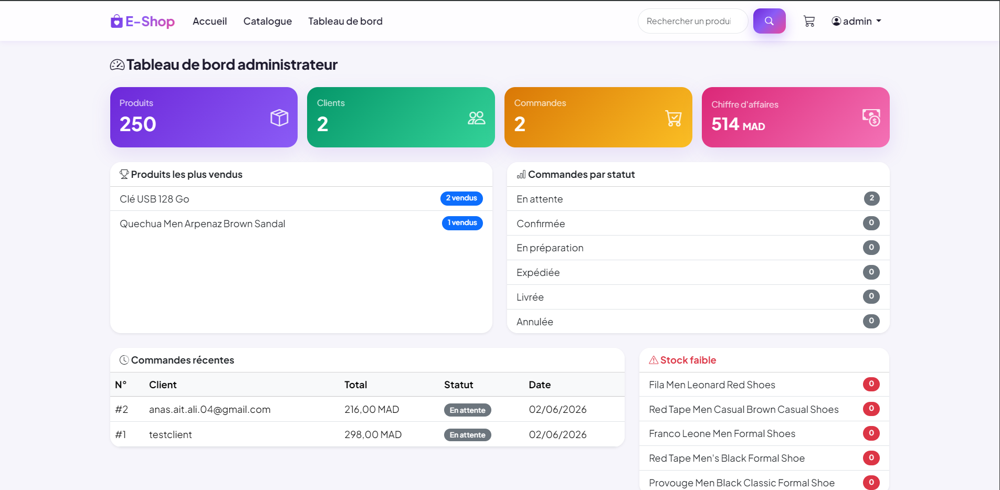 E-Shop Accueil Catalogue Tableau de bord Rechercher un produi admin
Tableau de bord administrateur
Produits
250
Clients
2
Commandes
2
Chiffre d'affaires
514 MAD
Produits les plus vendus
Clé USB 128 Go 2 vendus
Quechua Men Arpenaz Brown Sandal 1 vendus
Commandes par statut
En attente 2
Confirmée 0
En préparation 0
Expédiée 0
Livrée 0
Annulée 0
Commandes récentes
N° Client Total Statut Date
#2 anas.ait.ali.04@gmail.com 216,00 MAD En attente 02/06/2026
#1 testclient 298,00 MAD En attente 02/06/2026
Stock faible
Fila Men Leonard Red Shoes 0
Red Tape Men Casual Brown Casual Shoes 0
Franco Leone Men Formal Shoes 0
Red Tape Men's Black Formal Shoe 0
Provouge Men Black Classic Formal Shoe 0